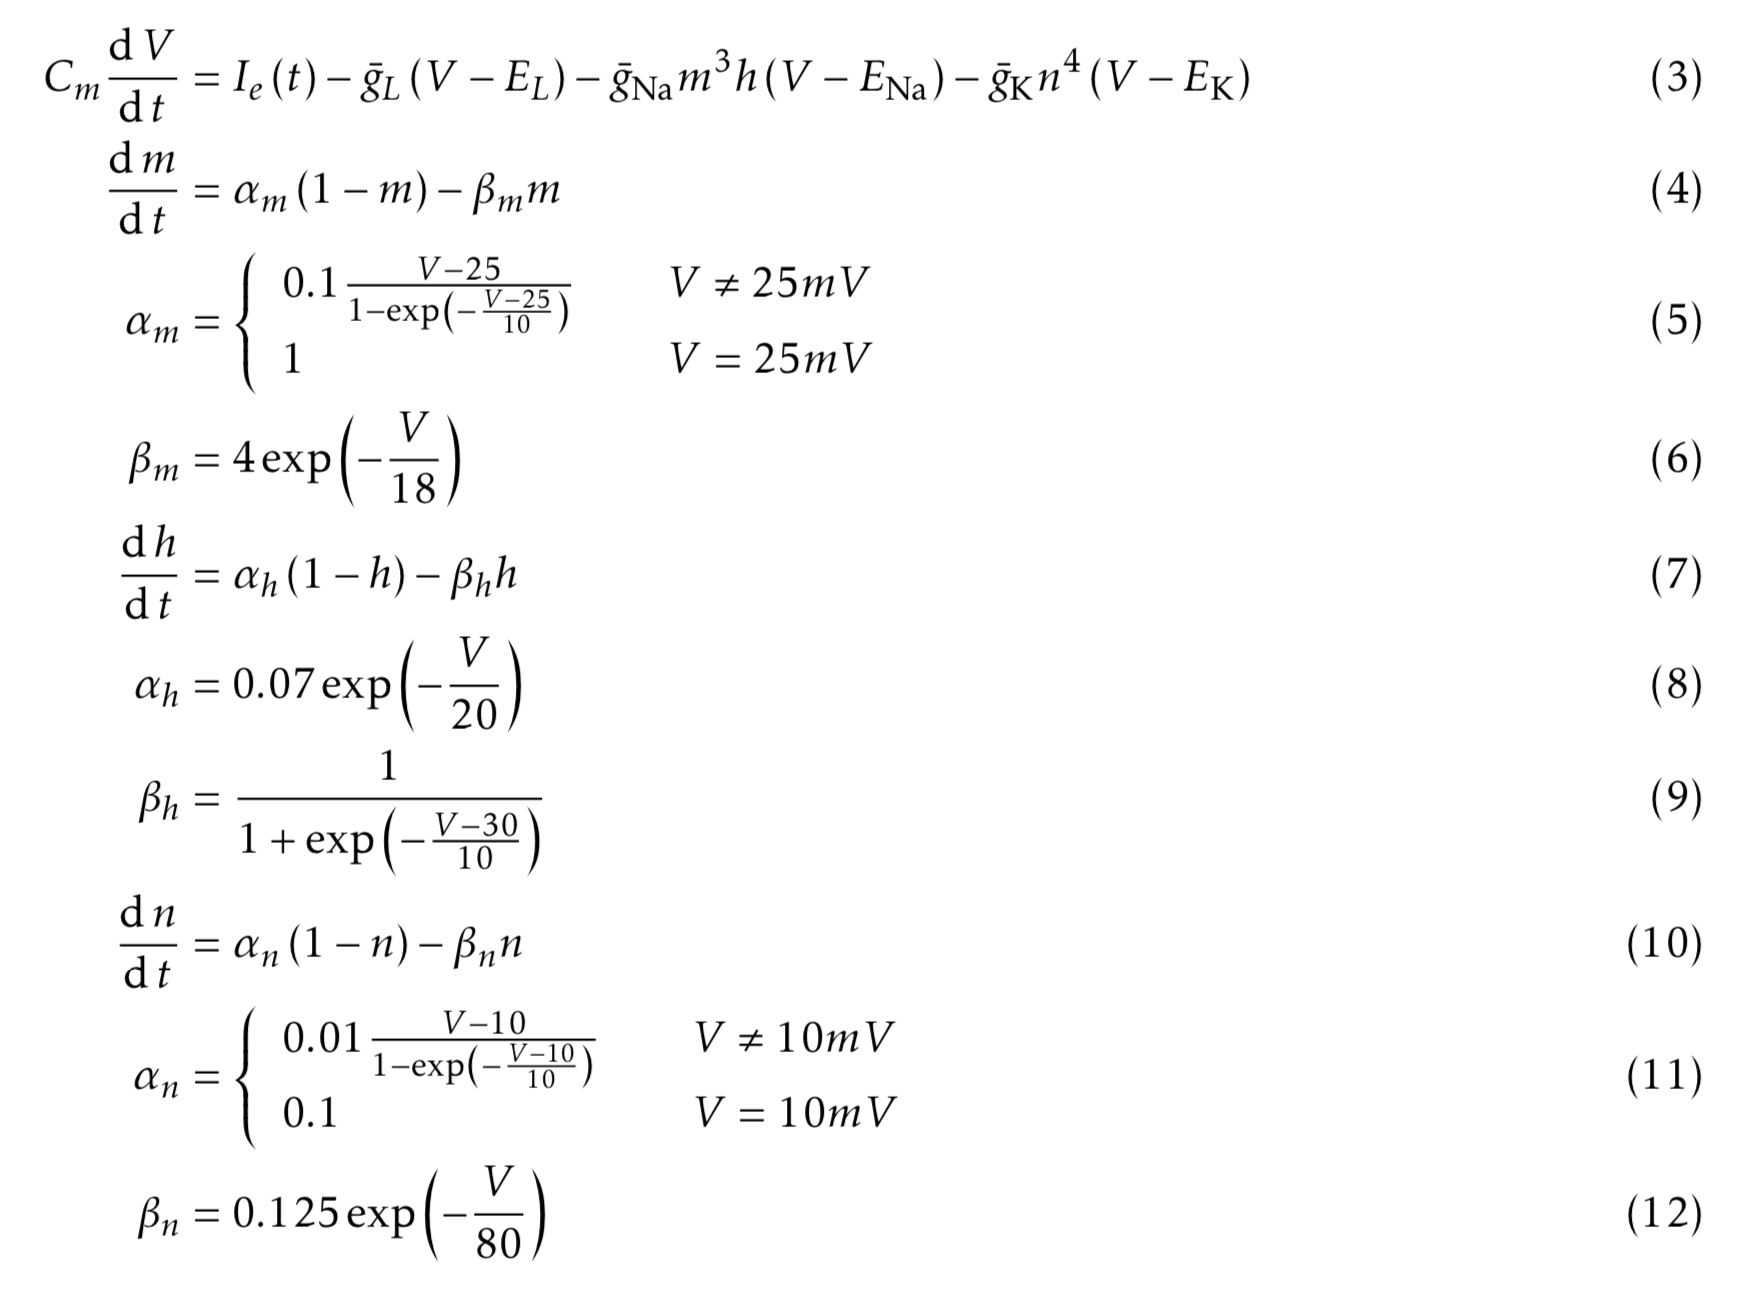 C_m dV/dt = I_e(t) − ḡ_L(V − E_L) − ḡ_Na m³h(V − E_Na) − ḡ_K n⁴(V − E_K) (3)
dm/dt = α_m(1 − m) − β_m m (4)
α_m = { 0.1 (V−25)/(1−exp(−(V−25)/10)) V ≠ 25mV
1 V = 25mV (5)
β_m = 4 exp(−V/18) (6)
dh/dt = α_h(1 − h) − β_h h (7)
α_h = 0.07 exp(−V/20) (8)
β_h = 1/(1 + exp(−(V−30)/10)) (9)
dn/dt = α_n(1 − n) − β_n n (10)
α_n = { 0.01 (V−10)/(1−exp(−(V−10)/10)) V ≠ 10mV
0.1 V = 10mV (11)
β_n = 0.125 exp(−V/80) (12)